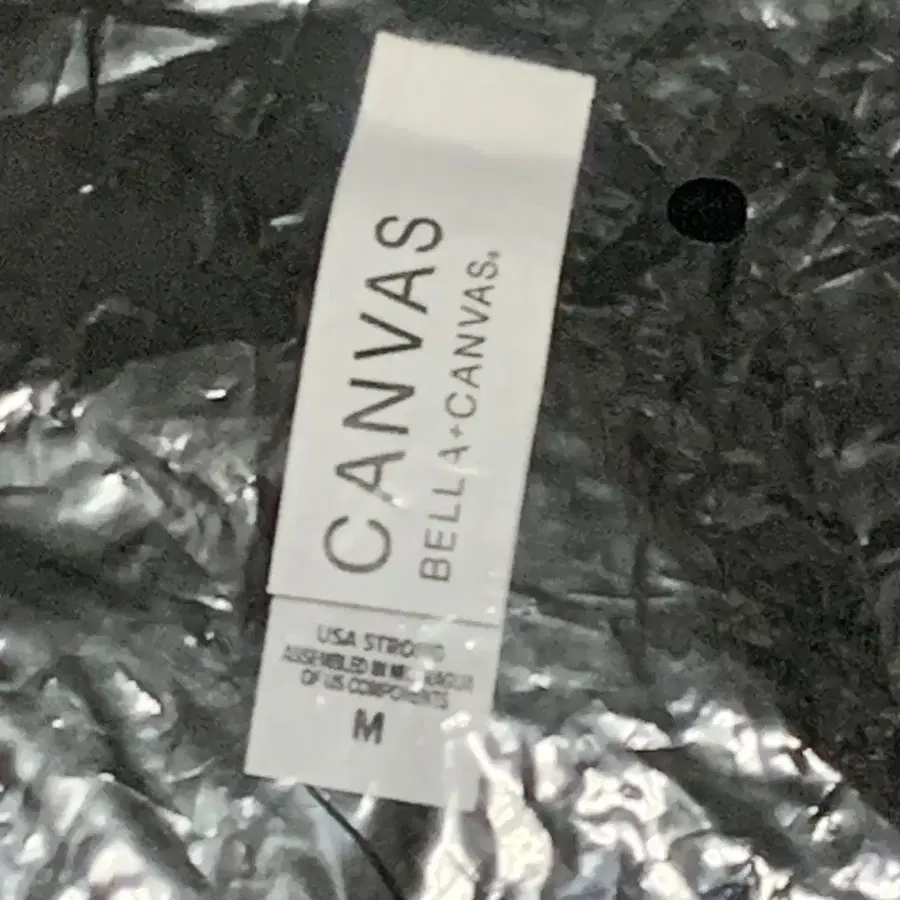 CANVAS
BELLA+CANVAS®
USA STRONG
ASSEMBLED IN NICARAGUA
OF US COMPONENTS
M